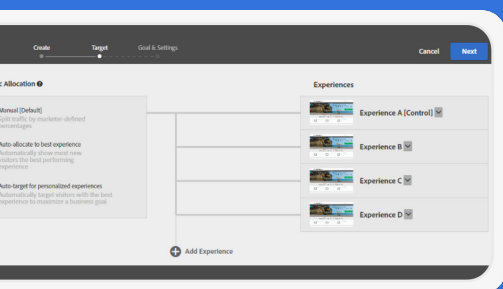 Create Target Goal & Settings
Cancel Next
c Allocation
Experiences
Manual [Default]
Split traffic by marketer-defined
percentages
Auto-allocate to best experience
Automatically show most new
visitors the best performing
experience
Auto-target for personalized experiences
Automatically target visitors with the best
experience to maximize a business goal
Experience A [Control]
Experience B
Experience C
Experience D
Add Experience